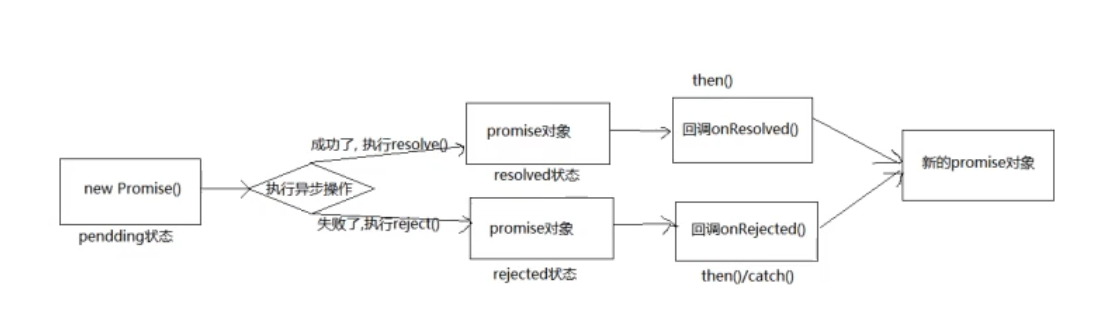 then()
promise对象
回调onResolved()
成功了, 执行resolve()
新的promise对象
resolved状态
new Promise()
执行异步操作
pendding状态
失败了,执行reject()
promise对象
回调onRejected()
rejected状态
then()/catch()